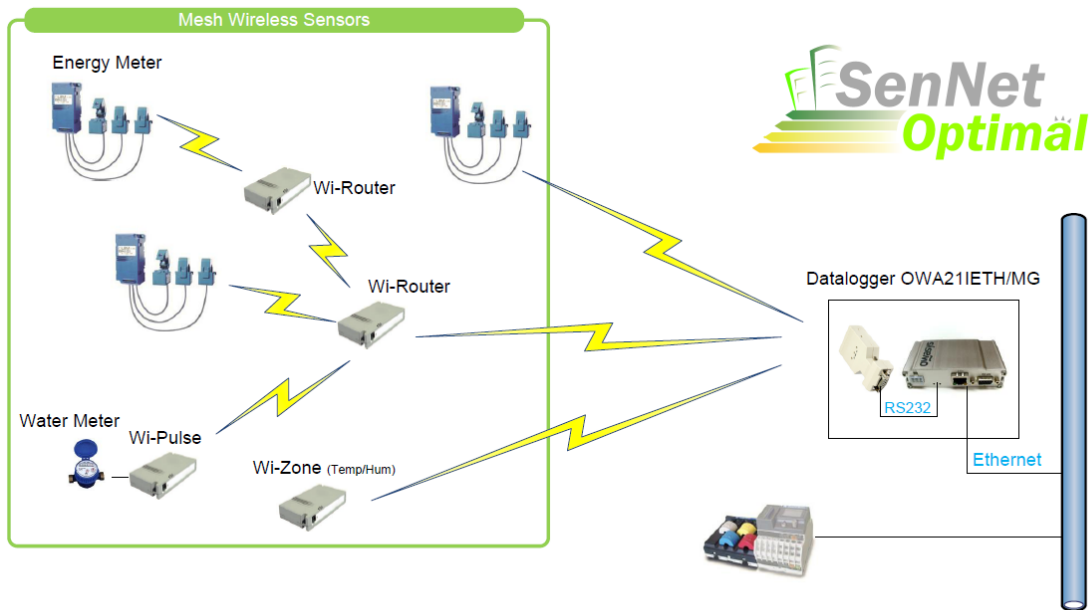 Mesh Wireless Sensors
Energy Meter
SenNet
Optimal
Wi-Router
Wi-Router
Datalogger OWA21IETH/MG
owasys
RS232
Water Meter
Wi-Pulse
Wi-Zone (Temp/Hum)
Ethernet